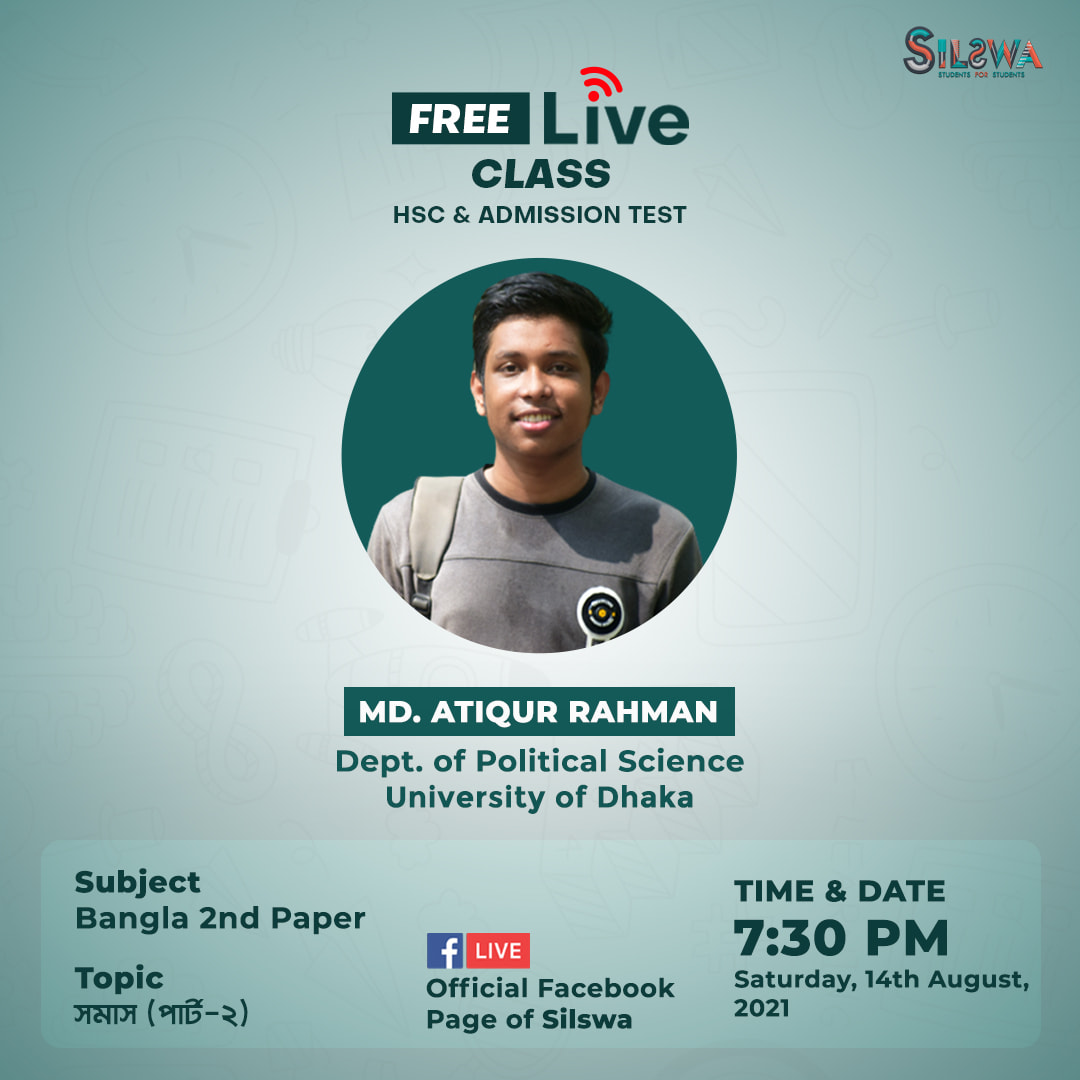 SILSWA
STUDENTS FOR STUDENTS
FREE Live
CLASS
HSC & ADMISSION TEST
MD. ATIQUR RAHMAN
Dept. of Political Science
University of Dhaka
Subject
Bangla 2nd Paper
Topic
সমাস (পার্ট-২)
f LIVE
Official Facebook
Page of Silswa
TIME & DATE
7:30 PM
Saturday, 14th August,
2021